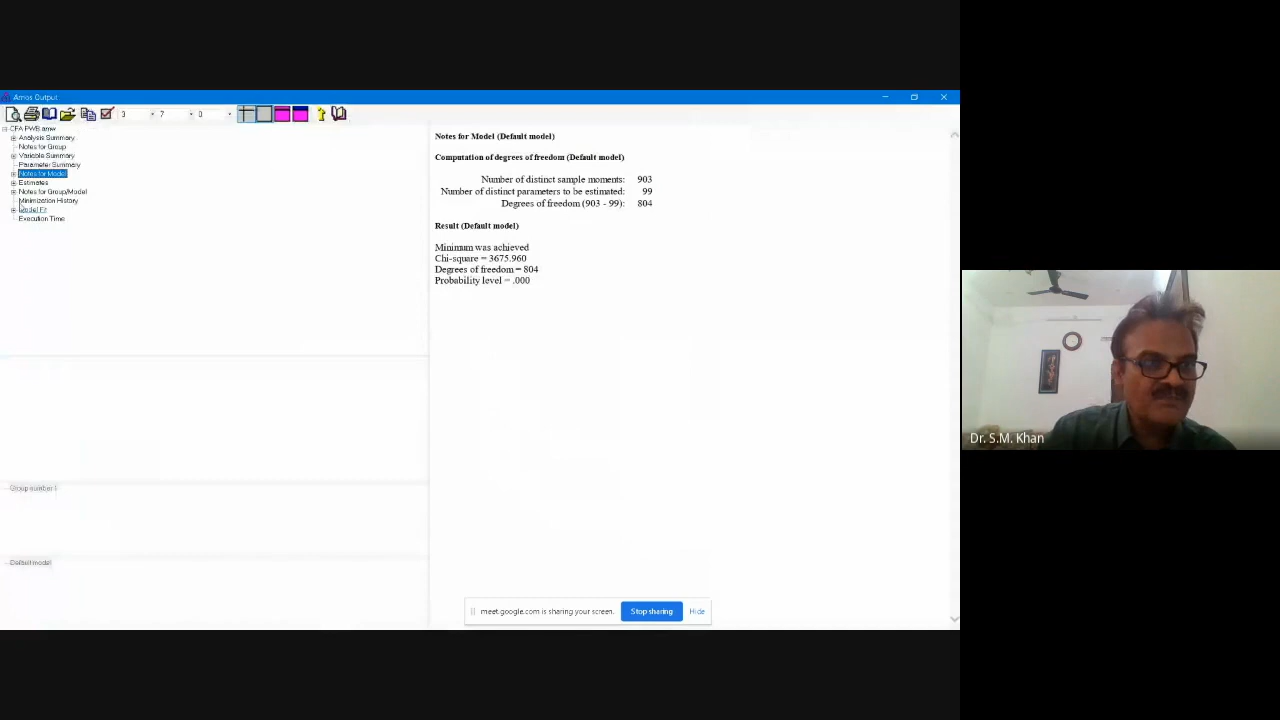 Amos Output
3 7 0
CFA PWB.amw
Analysis Summary
Notes for Group
Variable Summary
Parameter Summary
Notes for Model
Estimates
Notes for Group/Model
Minimization History
Model Fit
Execution Time
Group number 1
Default model
Notes for Model (Default model)
Computation of degrees of freedom (Default model)
Number of distinct sample moments: 903
Number of distinct parameters to be estimated: 99
Degrees of freedom (903 - 99): 804
Result (Default model)
Minimum was achieved
Chi-square = 3675.960
Degrees of freedom = 804
Probability level = .000
meet.google.com is sharing your screen. Stop sharing Hide
Dr. S.M. Khan